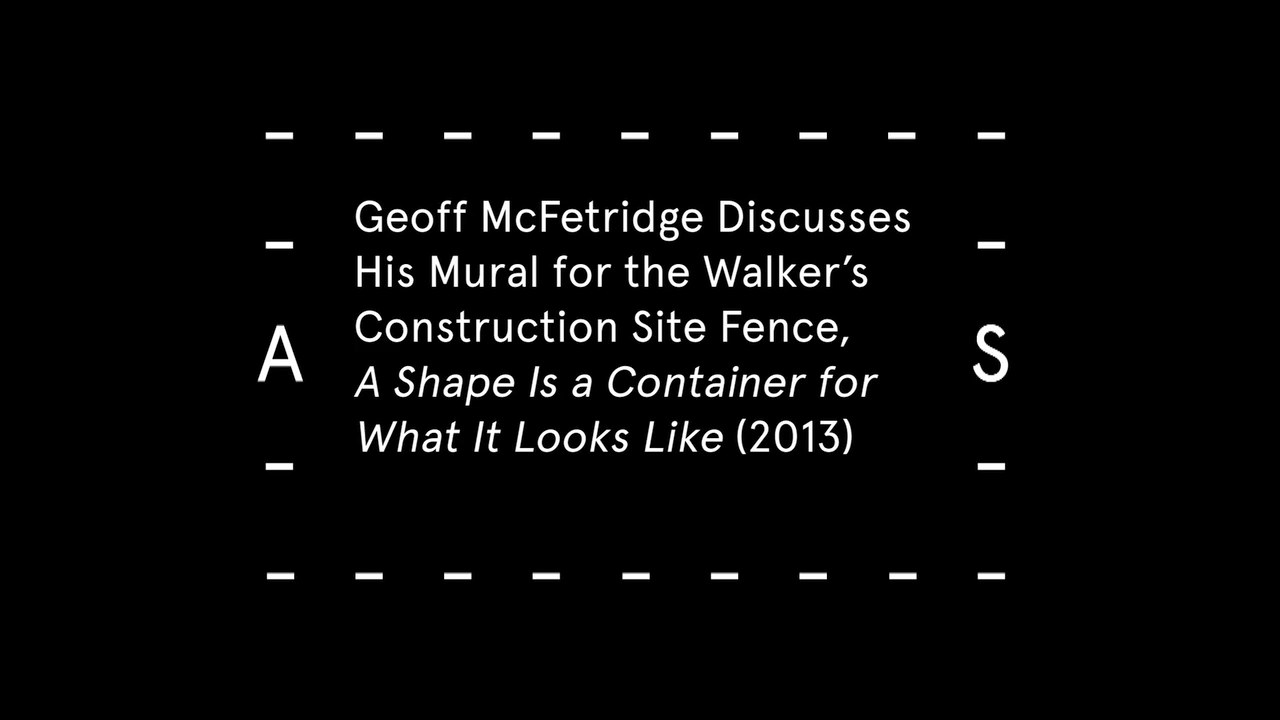 Geoff McFetridge Discusses
His Mural for the Walker’s
Construction Site Fence,
A S
A Shape Is a Container for
What It Looks Like (2013)